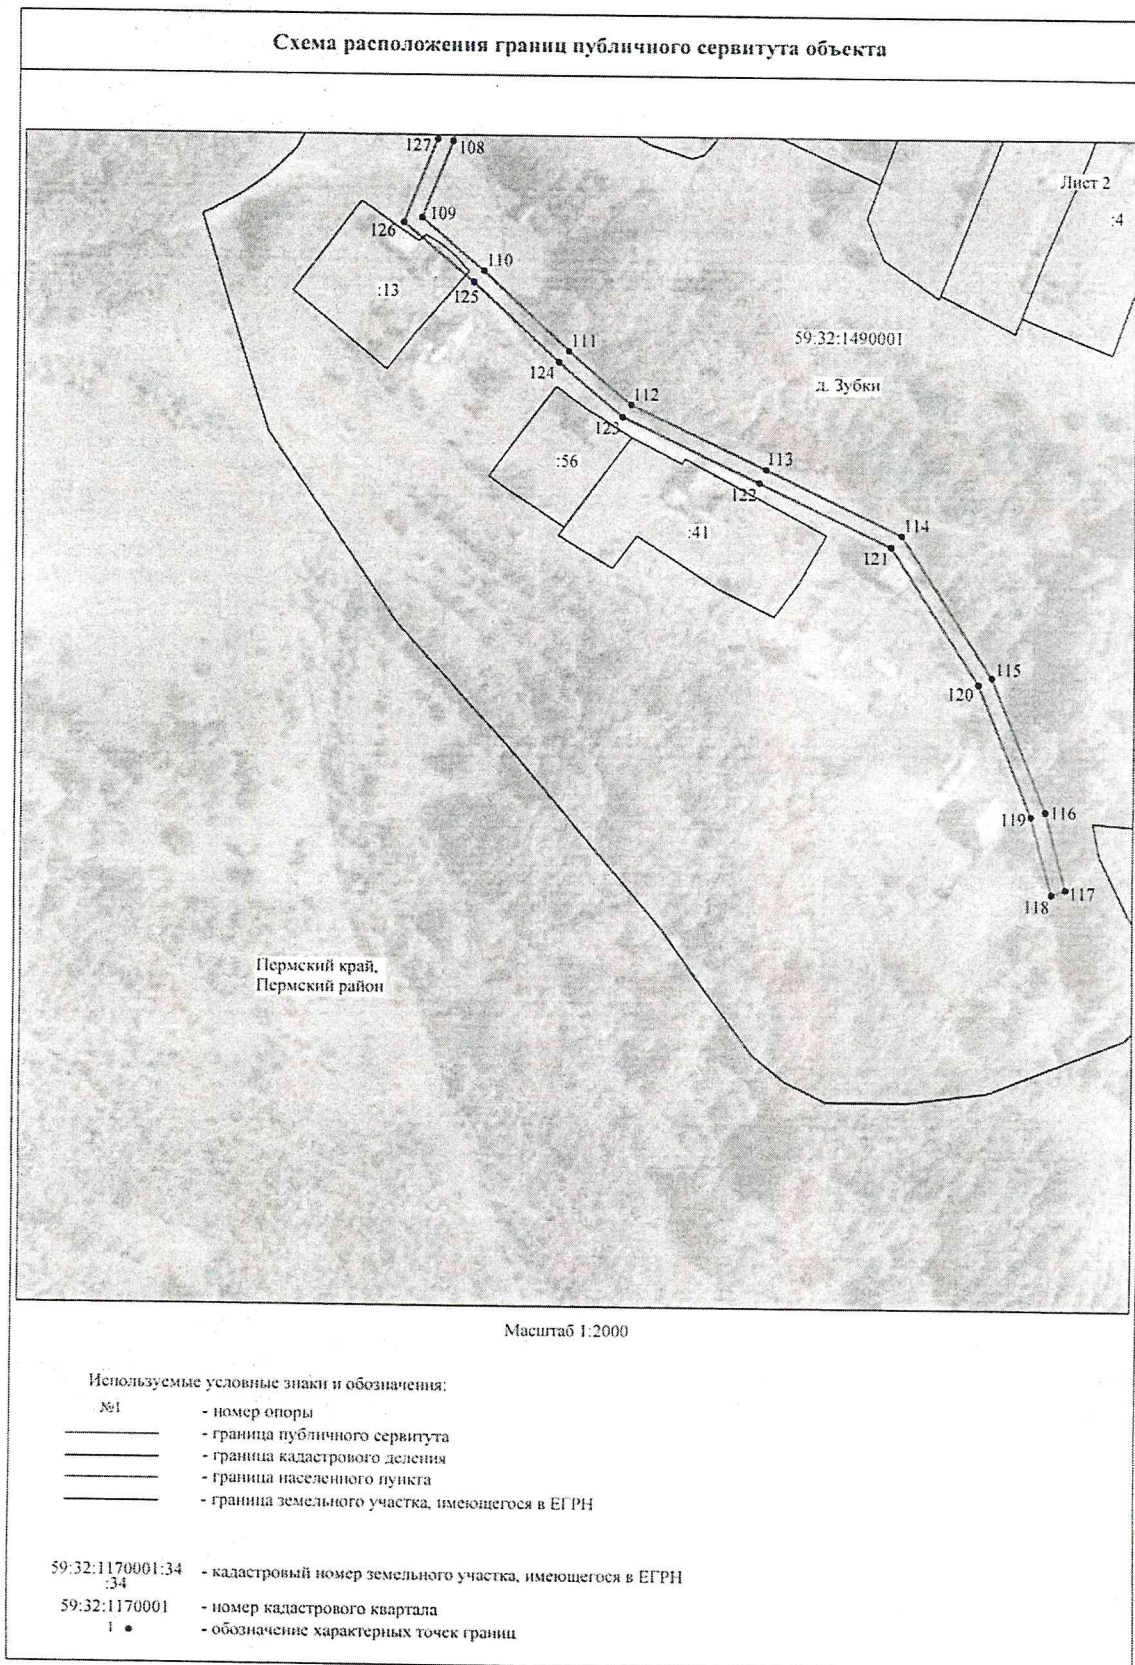 Схема расположения границ публичного сервитута объекта
127
108
Лист 2
:4
109
126
110
125
:13
111
59:32:1490001
124
д. Зубки
112
123
:56
113
122
:41
114
121
115
120
116
119
117
118
Пермский край,
Пермский район
Масштаб 1:2000
Используемые условные знаки и обозначения:
№1 - номер опоры
- граница публичного сервитута
- граница кадастрового деления
- граница населенного пункта
- граница земельного участка, имеющегося в ЕГРН
59:32:1170001:34
:34 - кадастровый номер земельного участка, имеющегося в ЕГРН
59:32:1170001 - номер кадастрового квартала
1 • - обозначение характерных точек границ